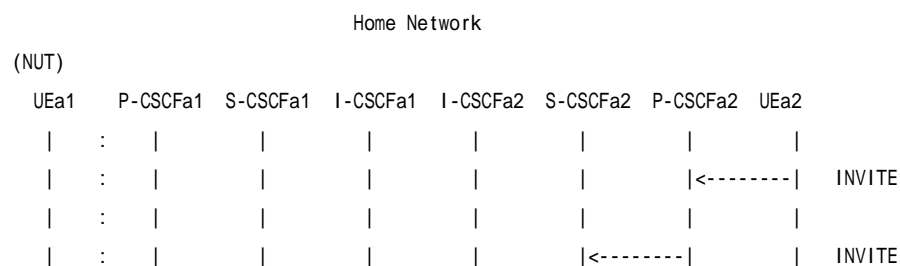 Home Network
(NUT)
UEa1 P-CSCFa1 S-CSCFa1 I-CSCFa1 I-CSCFa2 S-CSCFa2 P-CSCFa2 UEa2
| : | | | | | | |
| : | | | | | |<--------| INVITE
| : | | | | | | |
| : | | | | |<--------| | INVITE